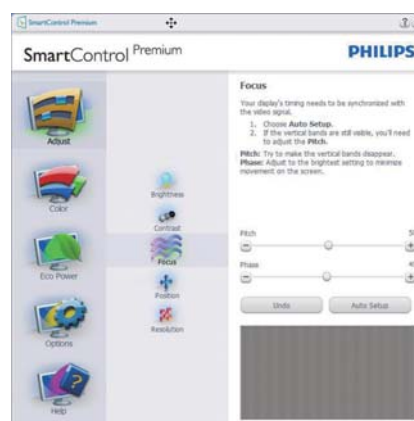 SmartControl Premium
SmartControl Premium
PHILIPS
Adjust
Color
Eco Power
Options
Help
Brightness
Contrast
Focus
Position
Resolution
Focus
Your display's timing needs to be synchronized with
the video signal.
1. Choose Auto Setup.
2. If the vertical bands are still visible, you'll need
to adjust the Pitch.
Pitch: Try to make the vertical bands disappear.
Phase: Adjust to the brightest setting to minimize
movement on the screen.
Pitch
Phase
Undo
Auto Setup